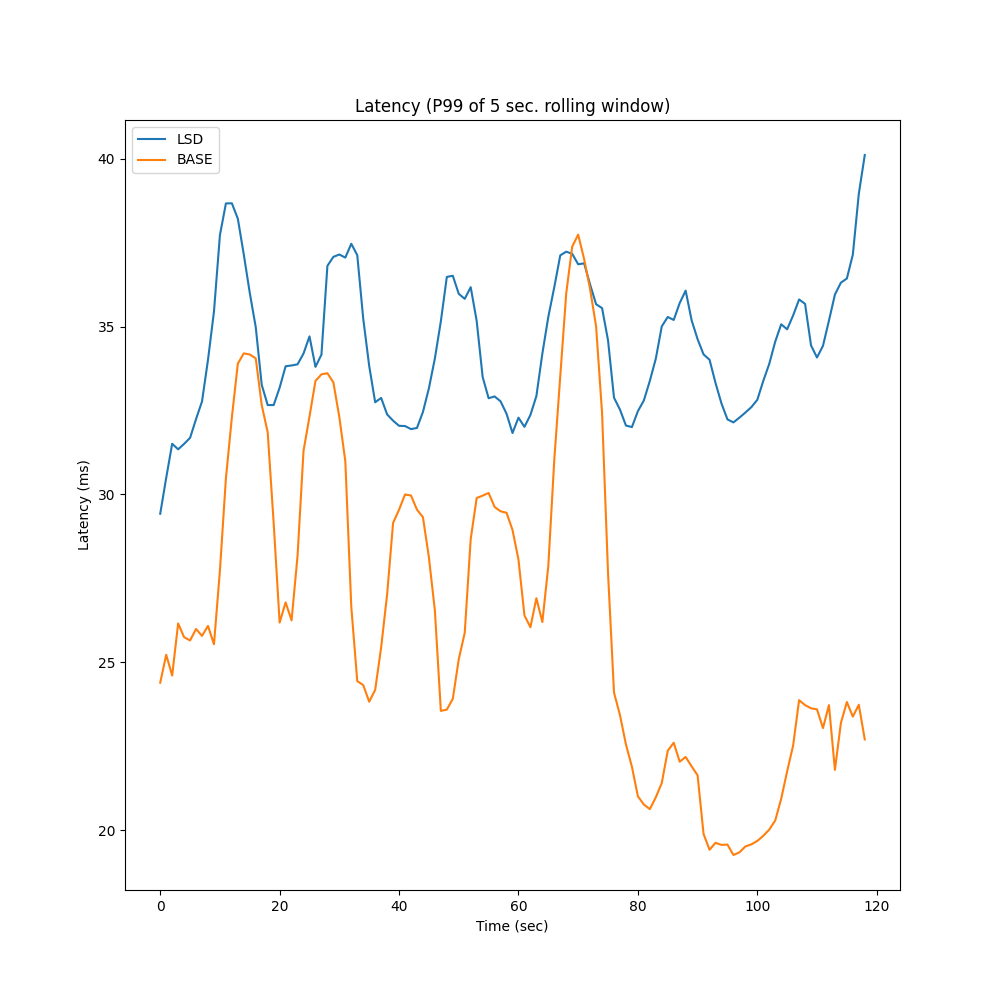 Latency (P99 of 5 sec. rolling window)
LSD
BASE
40
35
30
25
20
Latency (ms)
0 20 40 60 80 100 120
Time (sec)